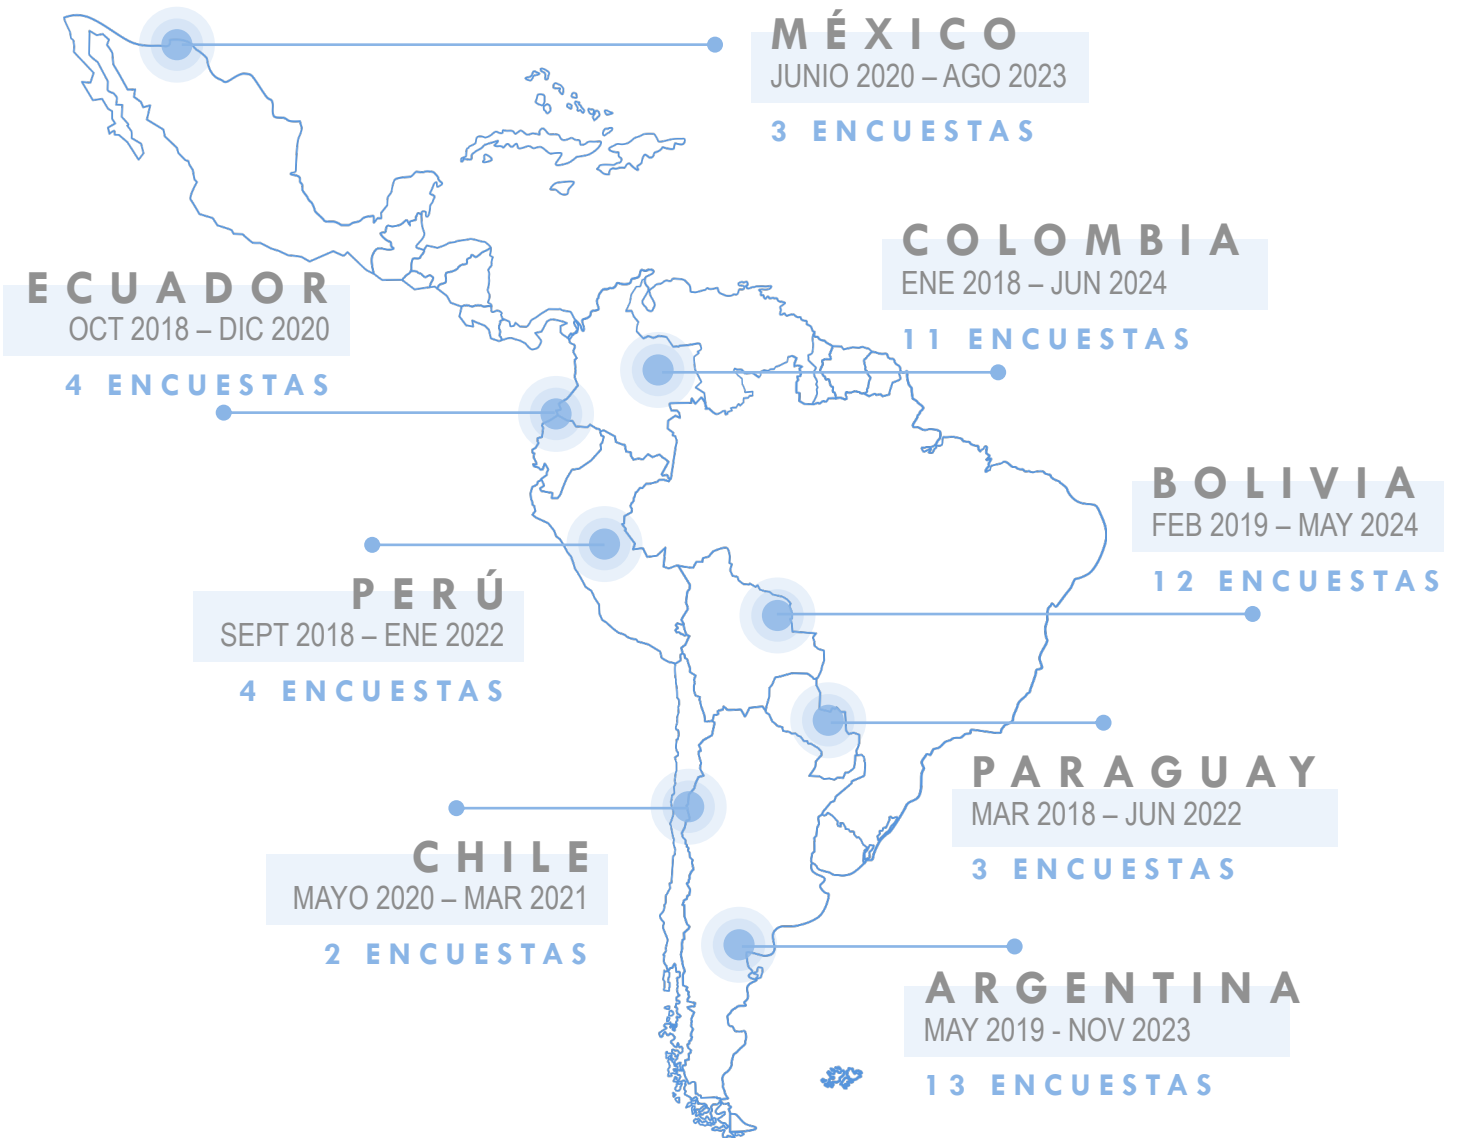 MÉXICO
JUNIO 2020 – AGO 2023
3 ENCUESTAS
COLOMBIA
ENE 2018 – JUN 2024
11 ENCUESTAS
ECUADOR
OCT 2018 – DIC 2020
4 ENCUESTAS
BOLIVIA
FEB 2019 – MAY 2024
12 ENCUESTAS
PERÚ
SEPT 2018 – ENE 2022
4 ENCUESTAS
PARAGUAY
MAR 2018 – JUN 2022
3 ENCUESTAS
CHILE
MAYO 2020 – MAR 2021
2 ENCUESTAS
ARGENTINA
MAY 2019 - NOV 2023
13 ENCUESTAS